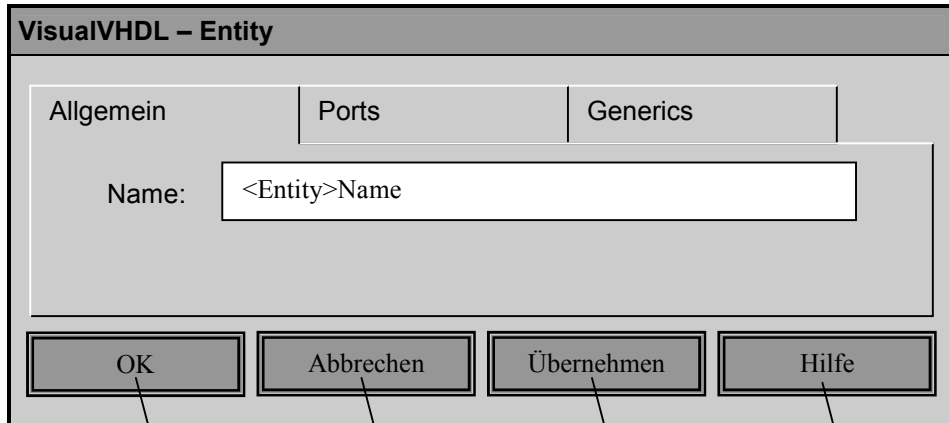 VisualVHDL – Entity
Allgemein Ports Generics
Name: <Entity>Name
OK Abbrechen Übernehmen Hilfe